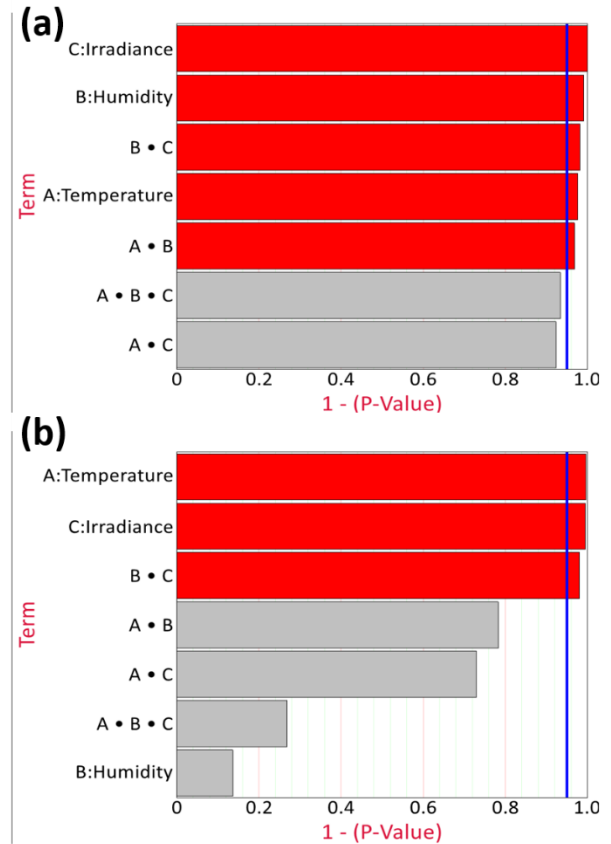 (a)
C:Irradiance
B:Humidity
B • C
A:Temperature
A • B
A • B • C
A • C
Term
0 0.2 0.4 0.6 0.8 1.0
1 - (P-Value)
(b)
A:Temperature
C:Irradiance
B • C
A • B
A • C
A • B • C
B:Humidity
Term
0 0.2 0.4 0.6 0.8 1.0
1 - (P-Value)